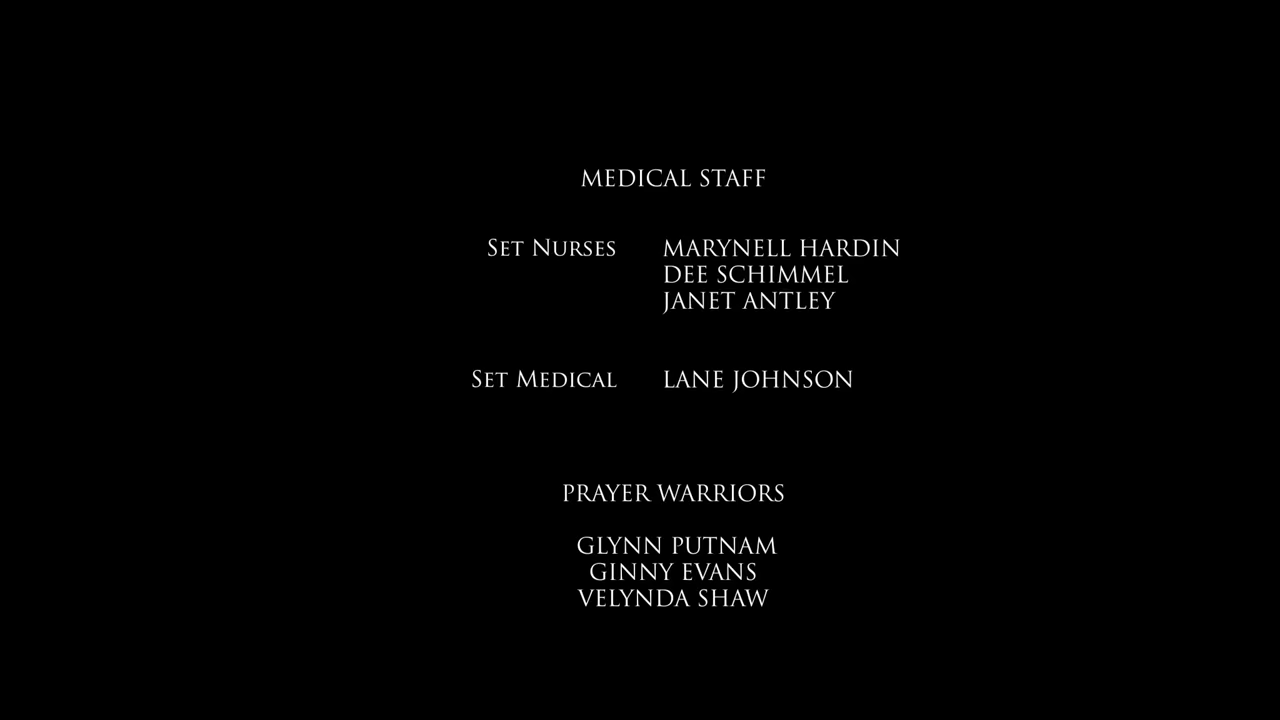 MEDICAL STAFF
Set Nurses MARYNELL HARDIN
DEE SCHIMMEL
JANET ANTLEY
Set Medical LANE JOHNSON
PRAYER WARRIORS
GLYNN PUTNAM
GINNY EVANS
VELYNDA SHAW